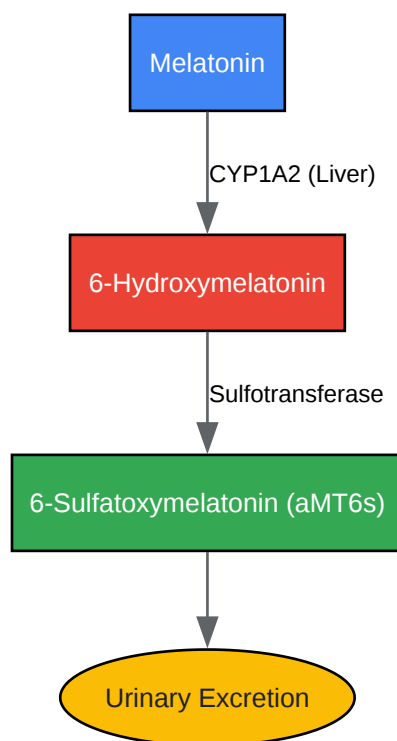 Melatonin
CYP1A2 (Liver)
6-Hydroxymelatonin
Sulfotransferase
6-Sulfatoxymelatonin (aMT6s)
Urinary Excretion